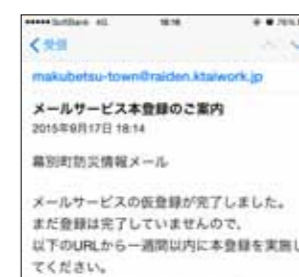 SoftBank 4G 18:16 76%
受信
makubetsu-town@raiden.ktaiwork.jp
メールサービス本登録のご案内
2015年9月17日 18:14
幕別町防災情報メール
メールサービスの仮登録が完了しました。
まだ登録は完了していませんので、
以下のURLから一週間以内に本登録を実施し
てください。